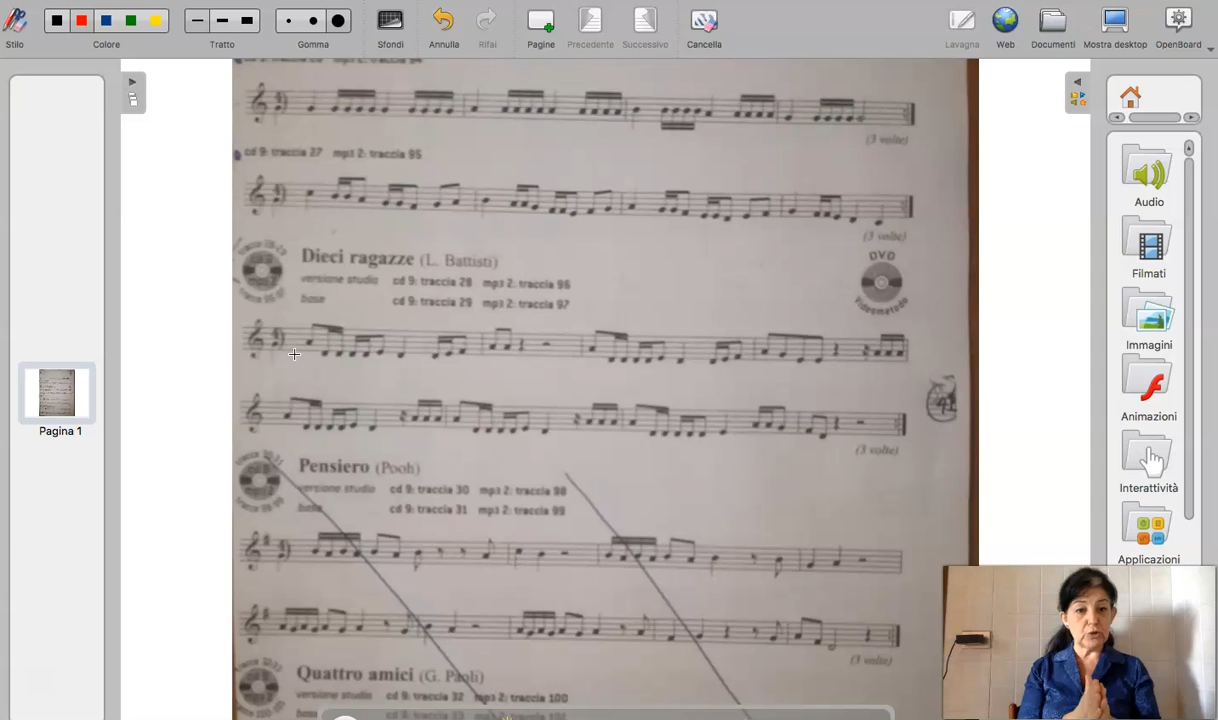 Stilo
Colore
Tratto
Gomma
Sfondi
Annulla
Rifai
Pagine
Precedente
Successivo
Cancella
Lavagna
Web
Documenti
Mostra desktop
OpenBoard
Pagina 1
(3 volte)
cd 9: traccia 27 mp3 2: traccia 95
(3 volte)
Dieci ragazze (L. Battisti)
versione studio cd 9: traccia 28 mp3 2: traccia 96
base cd 9: traccia 29 mp3 2: traccia 97
DVD
Videometodo
(3 volte)
Pensiero (Pooh)
versione studio cd 9: traccia 30 mp3 2: traccia 98
base cd 9: traccia 31 mp3 2: traccia 99
(3 volte)
Quattro amici (G. Paoli)
versione studio cd 9: traccia 32 mp3 2: traccia 100
Audio
Filmati
Immagini
Animazioni
Interattività
Applicazioni